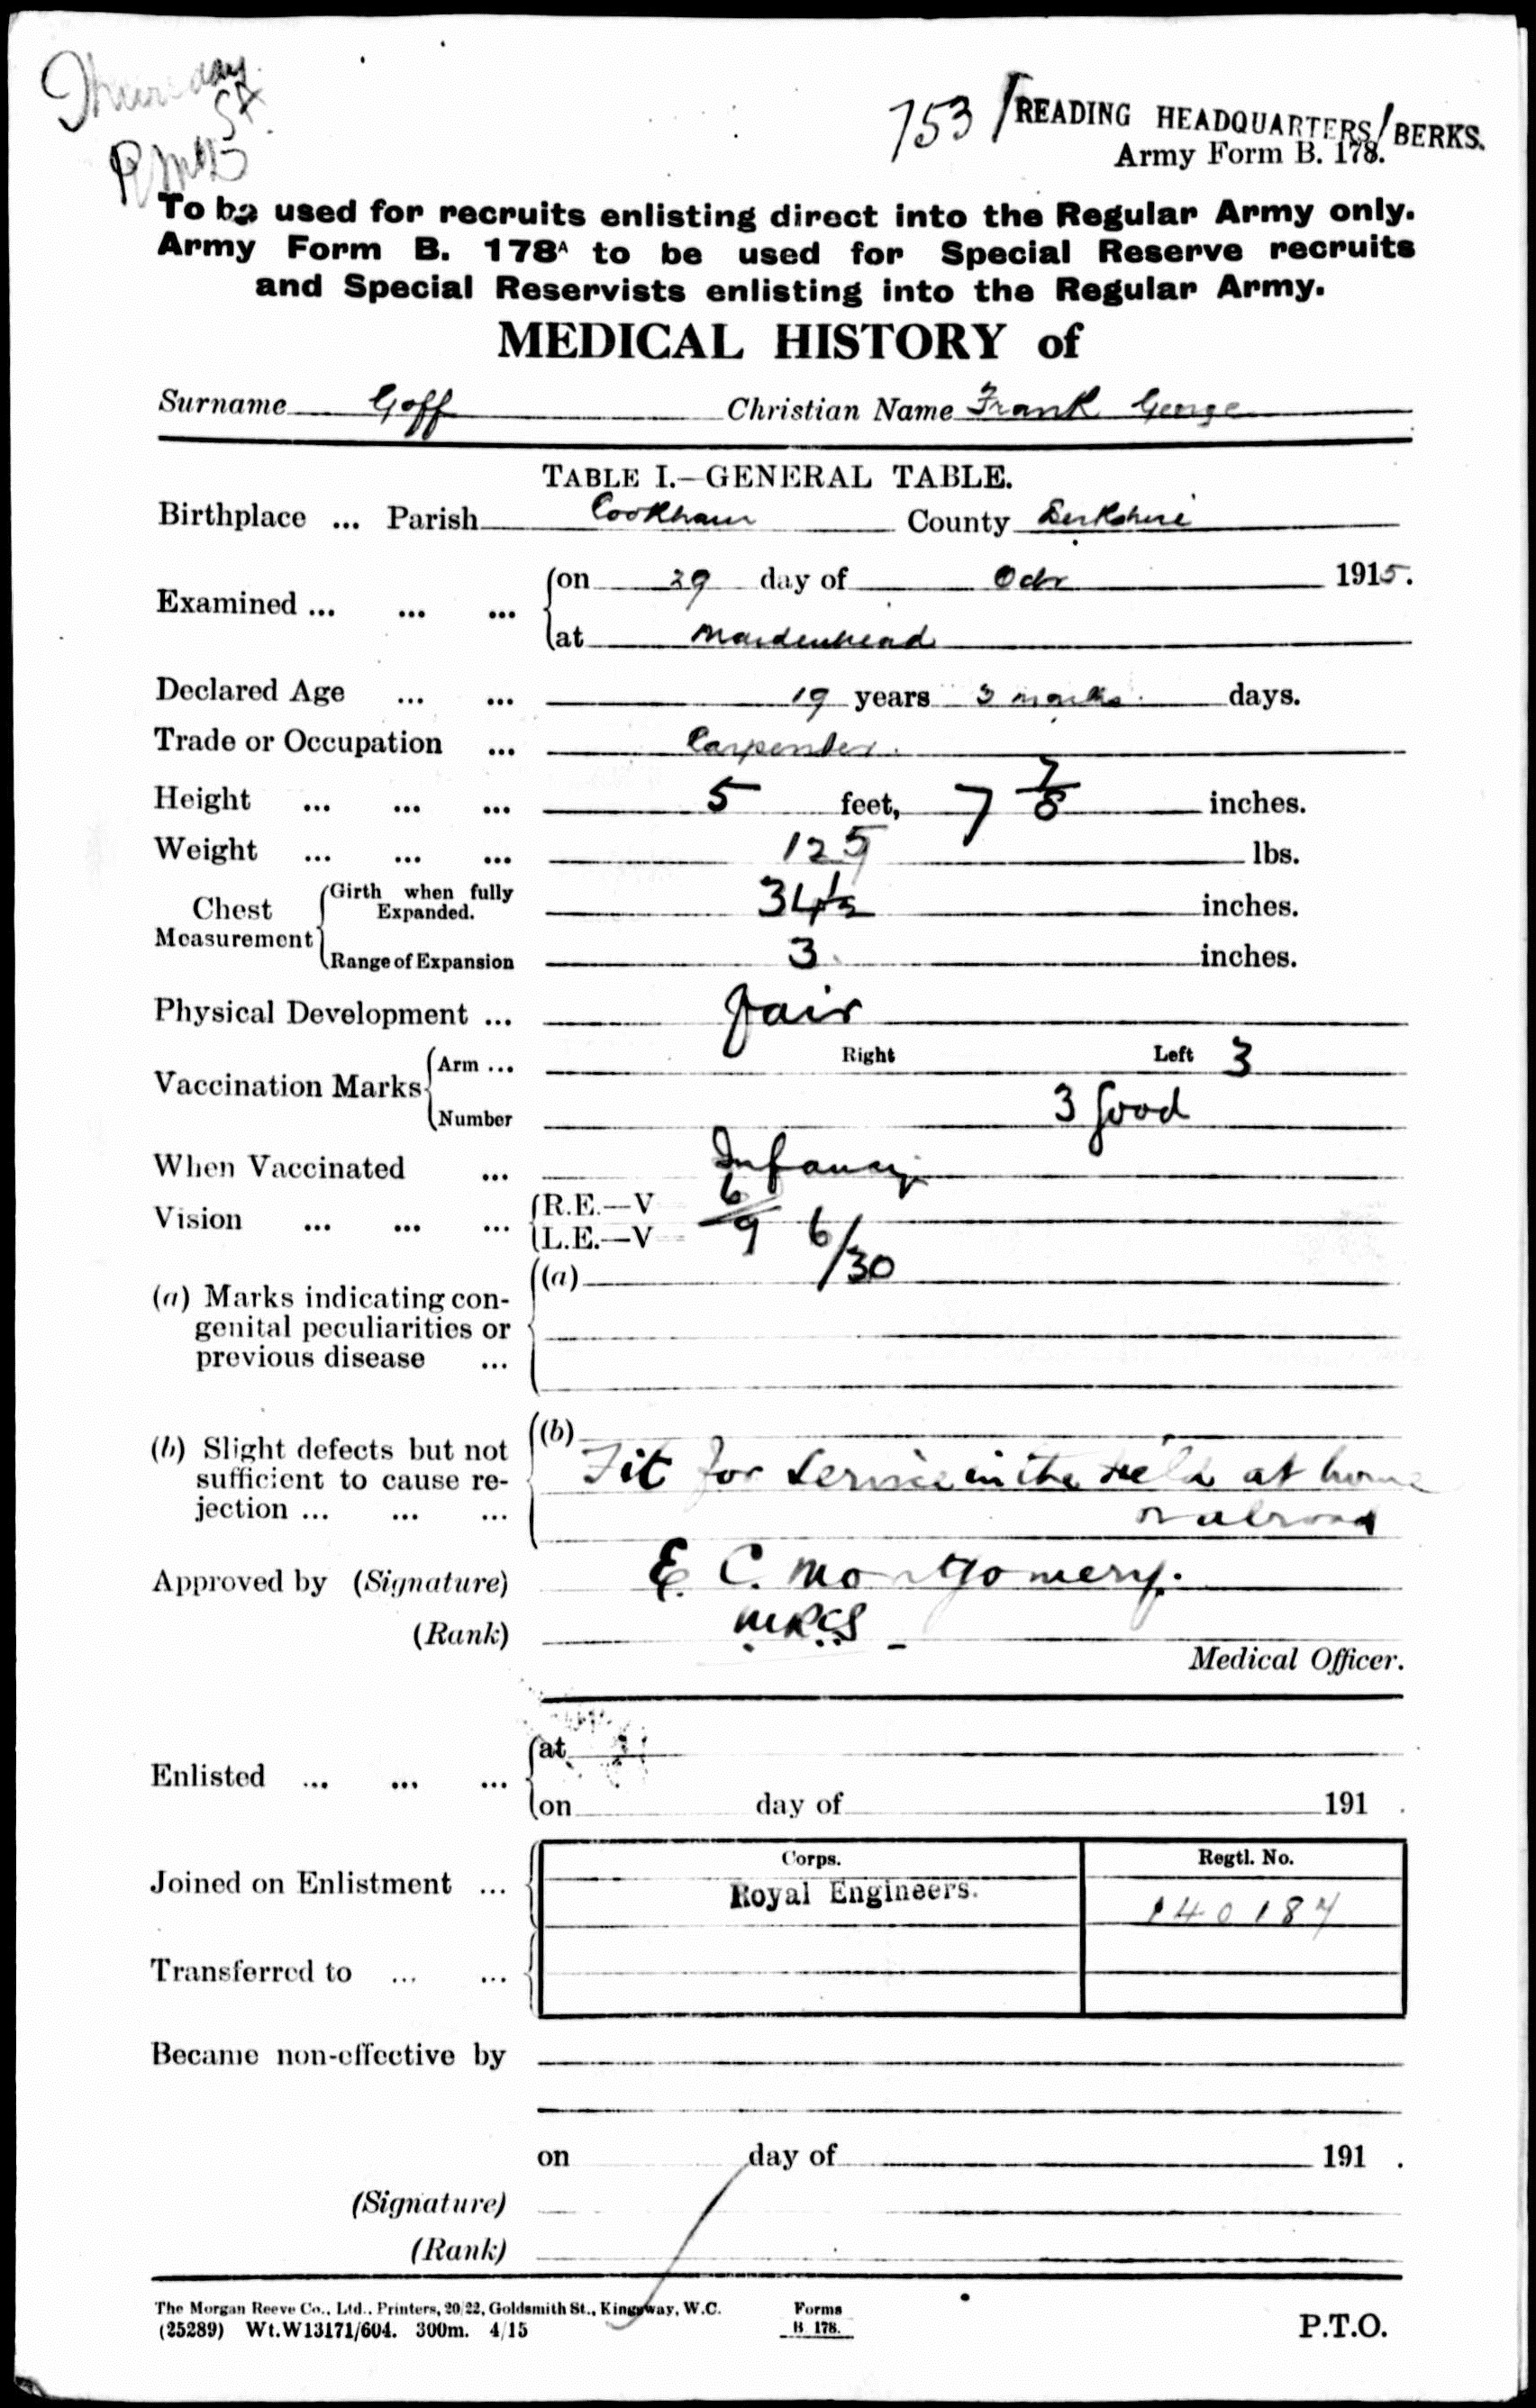 Thursday
753 / READING HEADQUARTERS / BERKS.
Army Form B. 178.
To be used for recruits enlisting direct into the Regular Army only.
Army Form B. 178A to be used for Special Reserve recruits
and Special Reservists enlisting into the Regular Army.
MEDICAL HISTORY of
Surname Goff Christian Name Frank George
TABLE I.—GENERAL TABLE.
Birthplace ... Parish Cookham County Berkshire
Examined ... ... ... on 29 day of Octr 1915.
at Maidenhead
Declared Age ... ... 19 years 3 months days.
Trade or Occupation ... Carpenter.
Height ... ... ... 5 feet, 7 7/8 inches.
Weight ... ... ... 125 lbs.
Chest Measurement Girth when fully Expanded. 34 1/2 inches.
Range of Expansion 3 inches.
Physical Development ... fair
Vaccination Marks Arm ... Right Left 3
Number 3 Good
When Vaccinated ... Infancy
Vision ... ... ... R.E.—V 6/9
L.E.—V 6/30
(a) Marks indicating con- (a)
genital peculiarities or
previous disease ...
(b) Slight defects but not (b)
sufficient to cause re- Fit for Service in the Field at home
jection ... ... ... or abroad
Approved by (Signature) E. C. Montgomery.
(Rank) MRCS
Medical Officer.
Enlisted ... ... ... at
on day of 191 .
Corps. Regtl. No.
Joined on Enlistment ... Royal Engineers. 140187
Transferred to ... ...
Became non-effective by
on day of 191 .
(Signature)
(Rank)
The Morgan Reeve Co., Ltd., Printers, 20/22, Goldsmith St., Kingsway, W.C. Forms
(25289) Wt.W13171/604. 300m. 4/15 B 178. P.T.O.